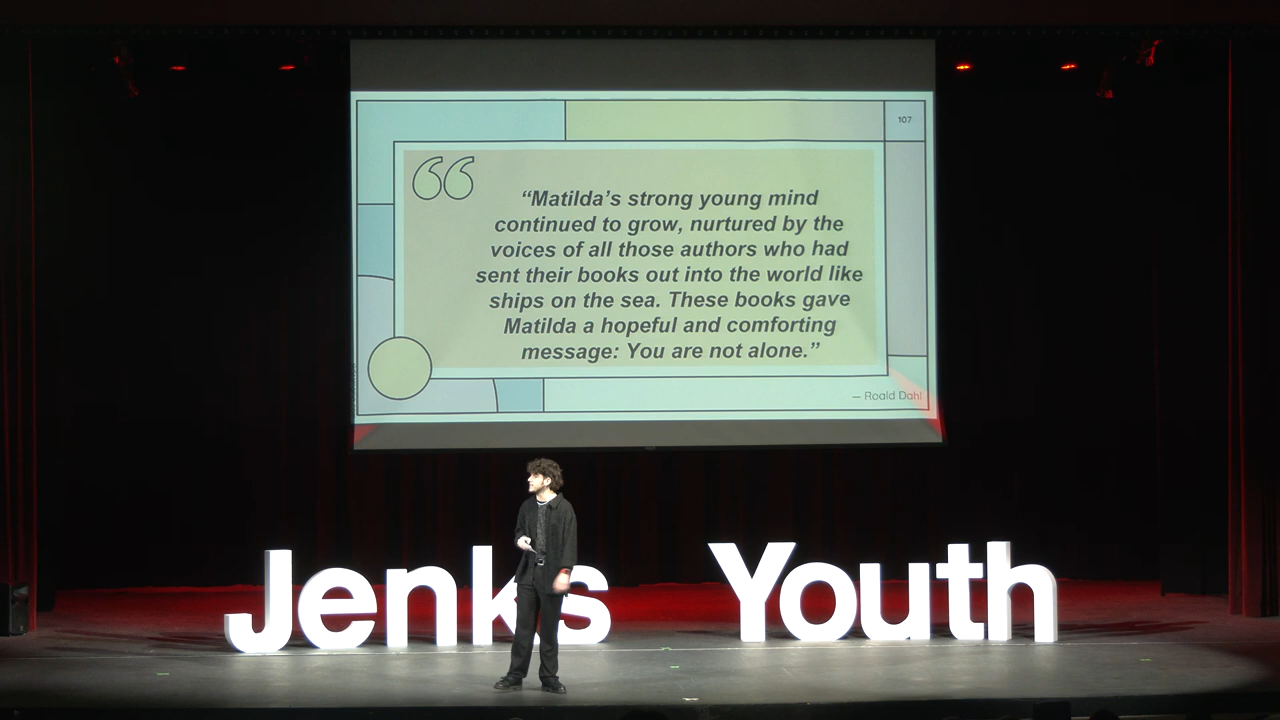 107
“Matilda’s strong young mind
continued to grow, nurtured by the
voices of all those authors who had
sent their books out into the world like
ships on the sea. These books gave
Matilda a hopeful and comforting
message: You are not alone.”
— Roald Dahl
Jenks Youth